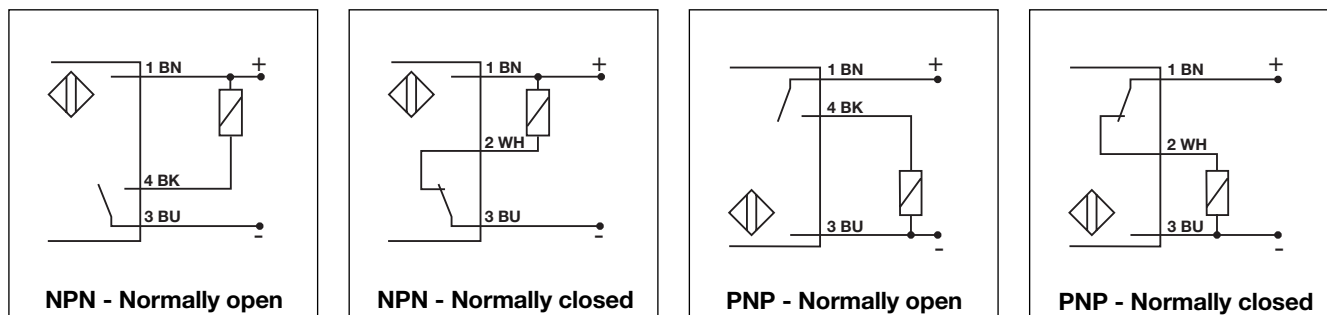 1 BN
+
4 BK
3 BU
-
NPN - Normally open
1 BN
+
2 WH
3 BU
-
NPN - Normally closed
1 BN
+
4 BK
3 BU
-
PNP - Normally open
1 BN
+
2 WH
3 BU
-
PNP - Normally closed